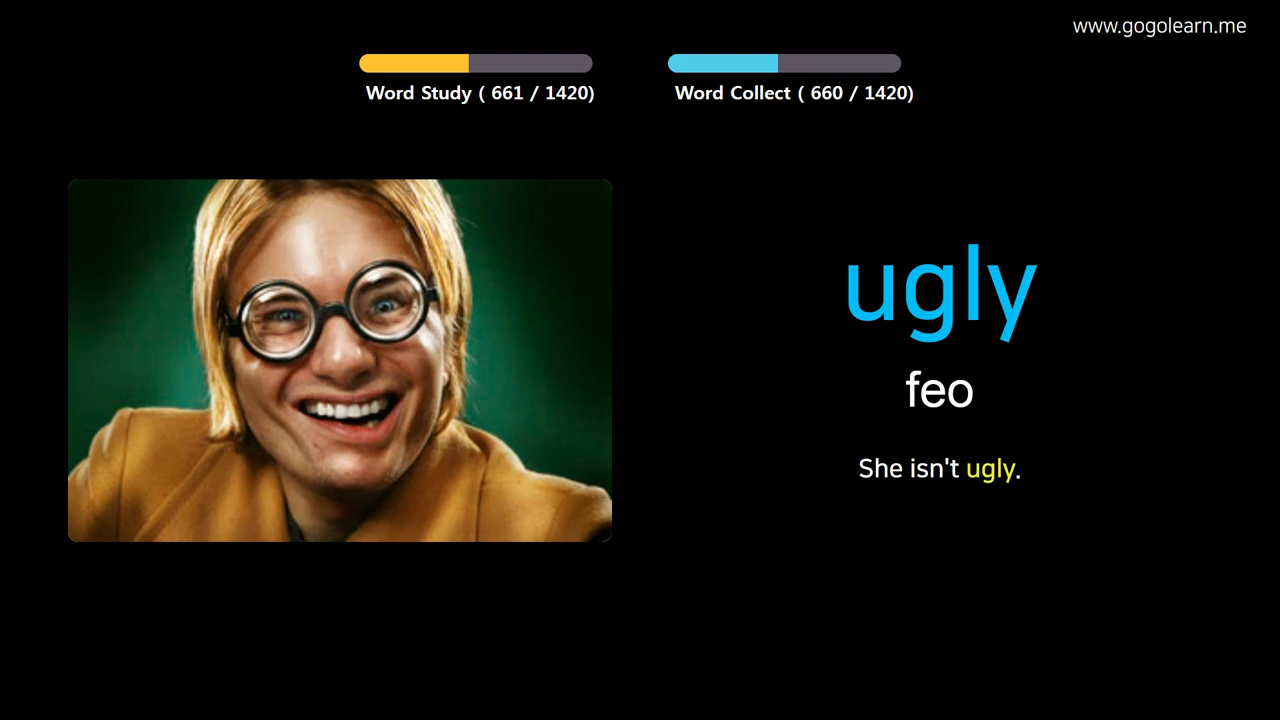 www.gogolearn.me
Word Study ( 661 / 1420)
Word Collect ( 660 / 1420)
ugly
feo
She isn't ugly.